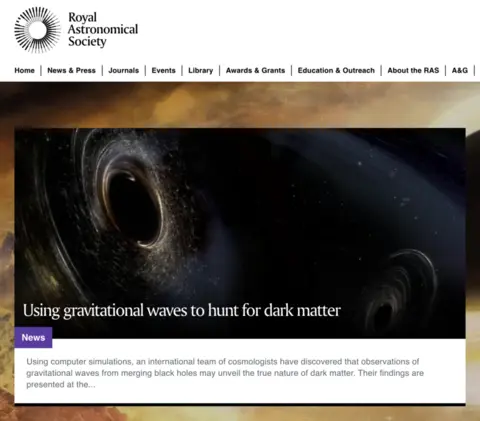 Royal
Astronomical
Society
Home | News & Press | Journals | Events | Library | Awards & Grants | Education & Outreach | About the RAS | A&G |
Using gravitational waves to hunt for dark matter
News
Using computer simulations, an international team of cosmologists have discovered that observations of
gravitational waves from merging black holes may unveil the true nature of dark matter. Their findings are
presented at the...